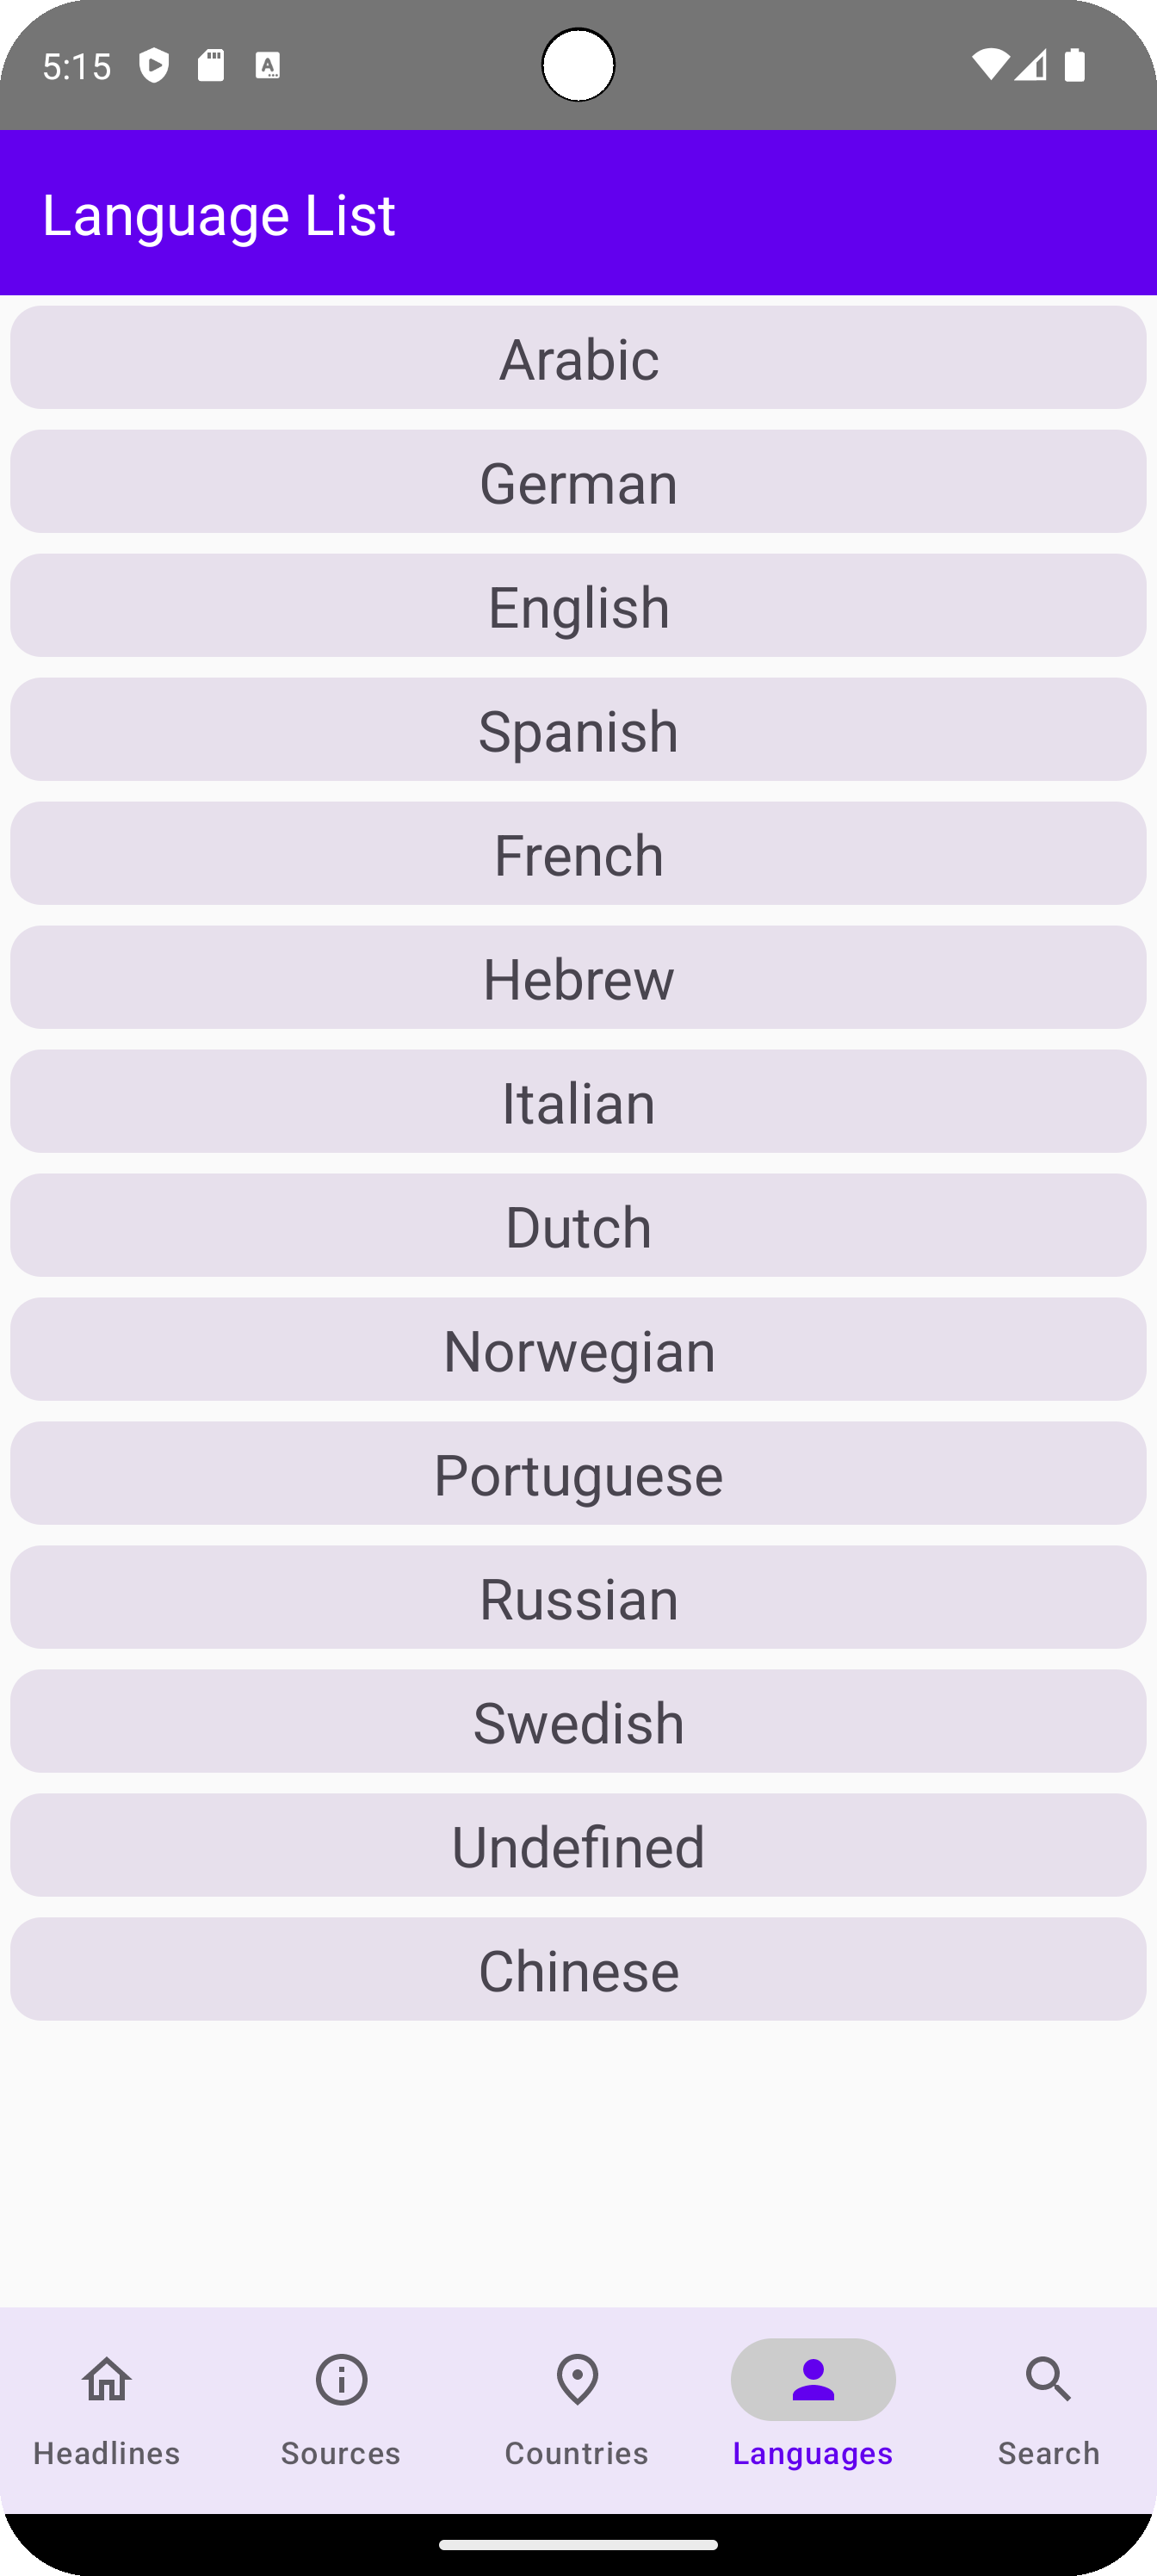 5:15
Language List
Arabic
German
English
Spanish
French
Hebrew
Italian
Dutch
Norwegian
Portuguese
Russian
Swedish
Undefined
Chinese
Headlines Sources Countries Languages Search